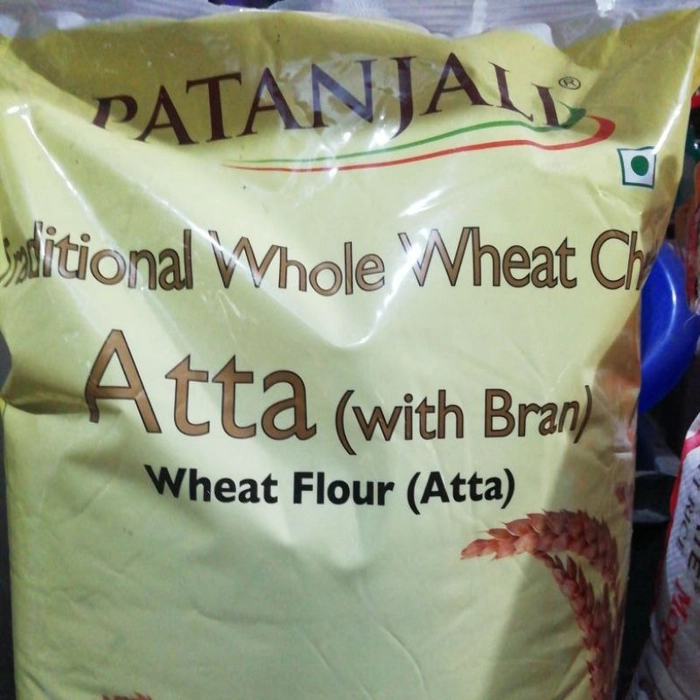 PATANJALI®
Traditional Whole Wheat
Atta (with Bran)
Wheat Flour (Atta)